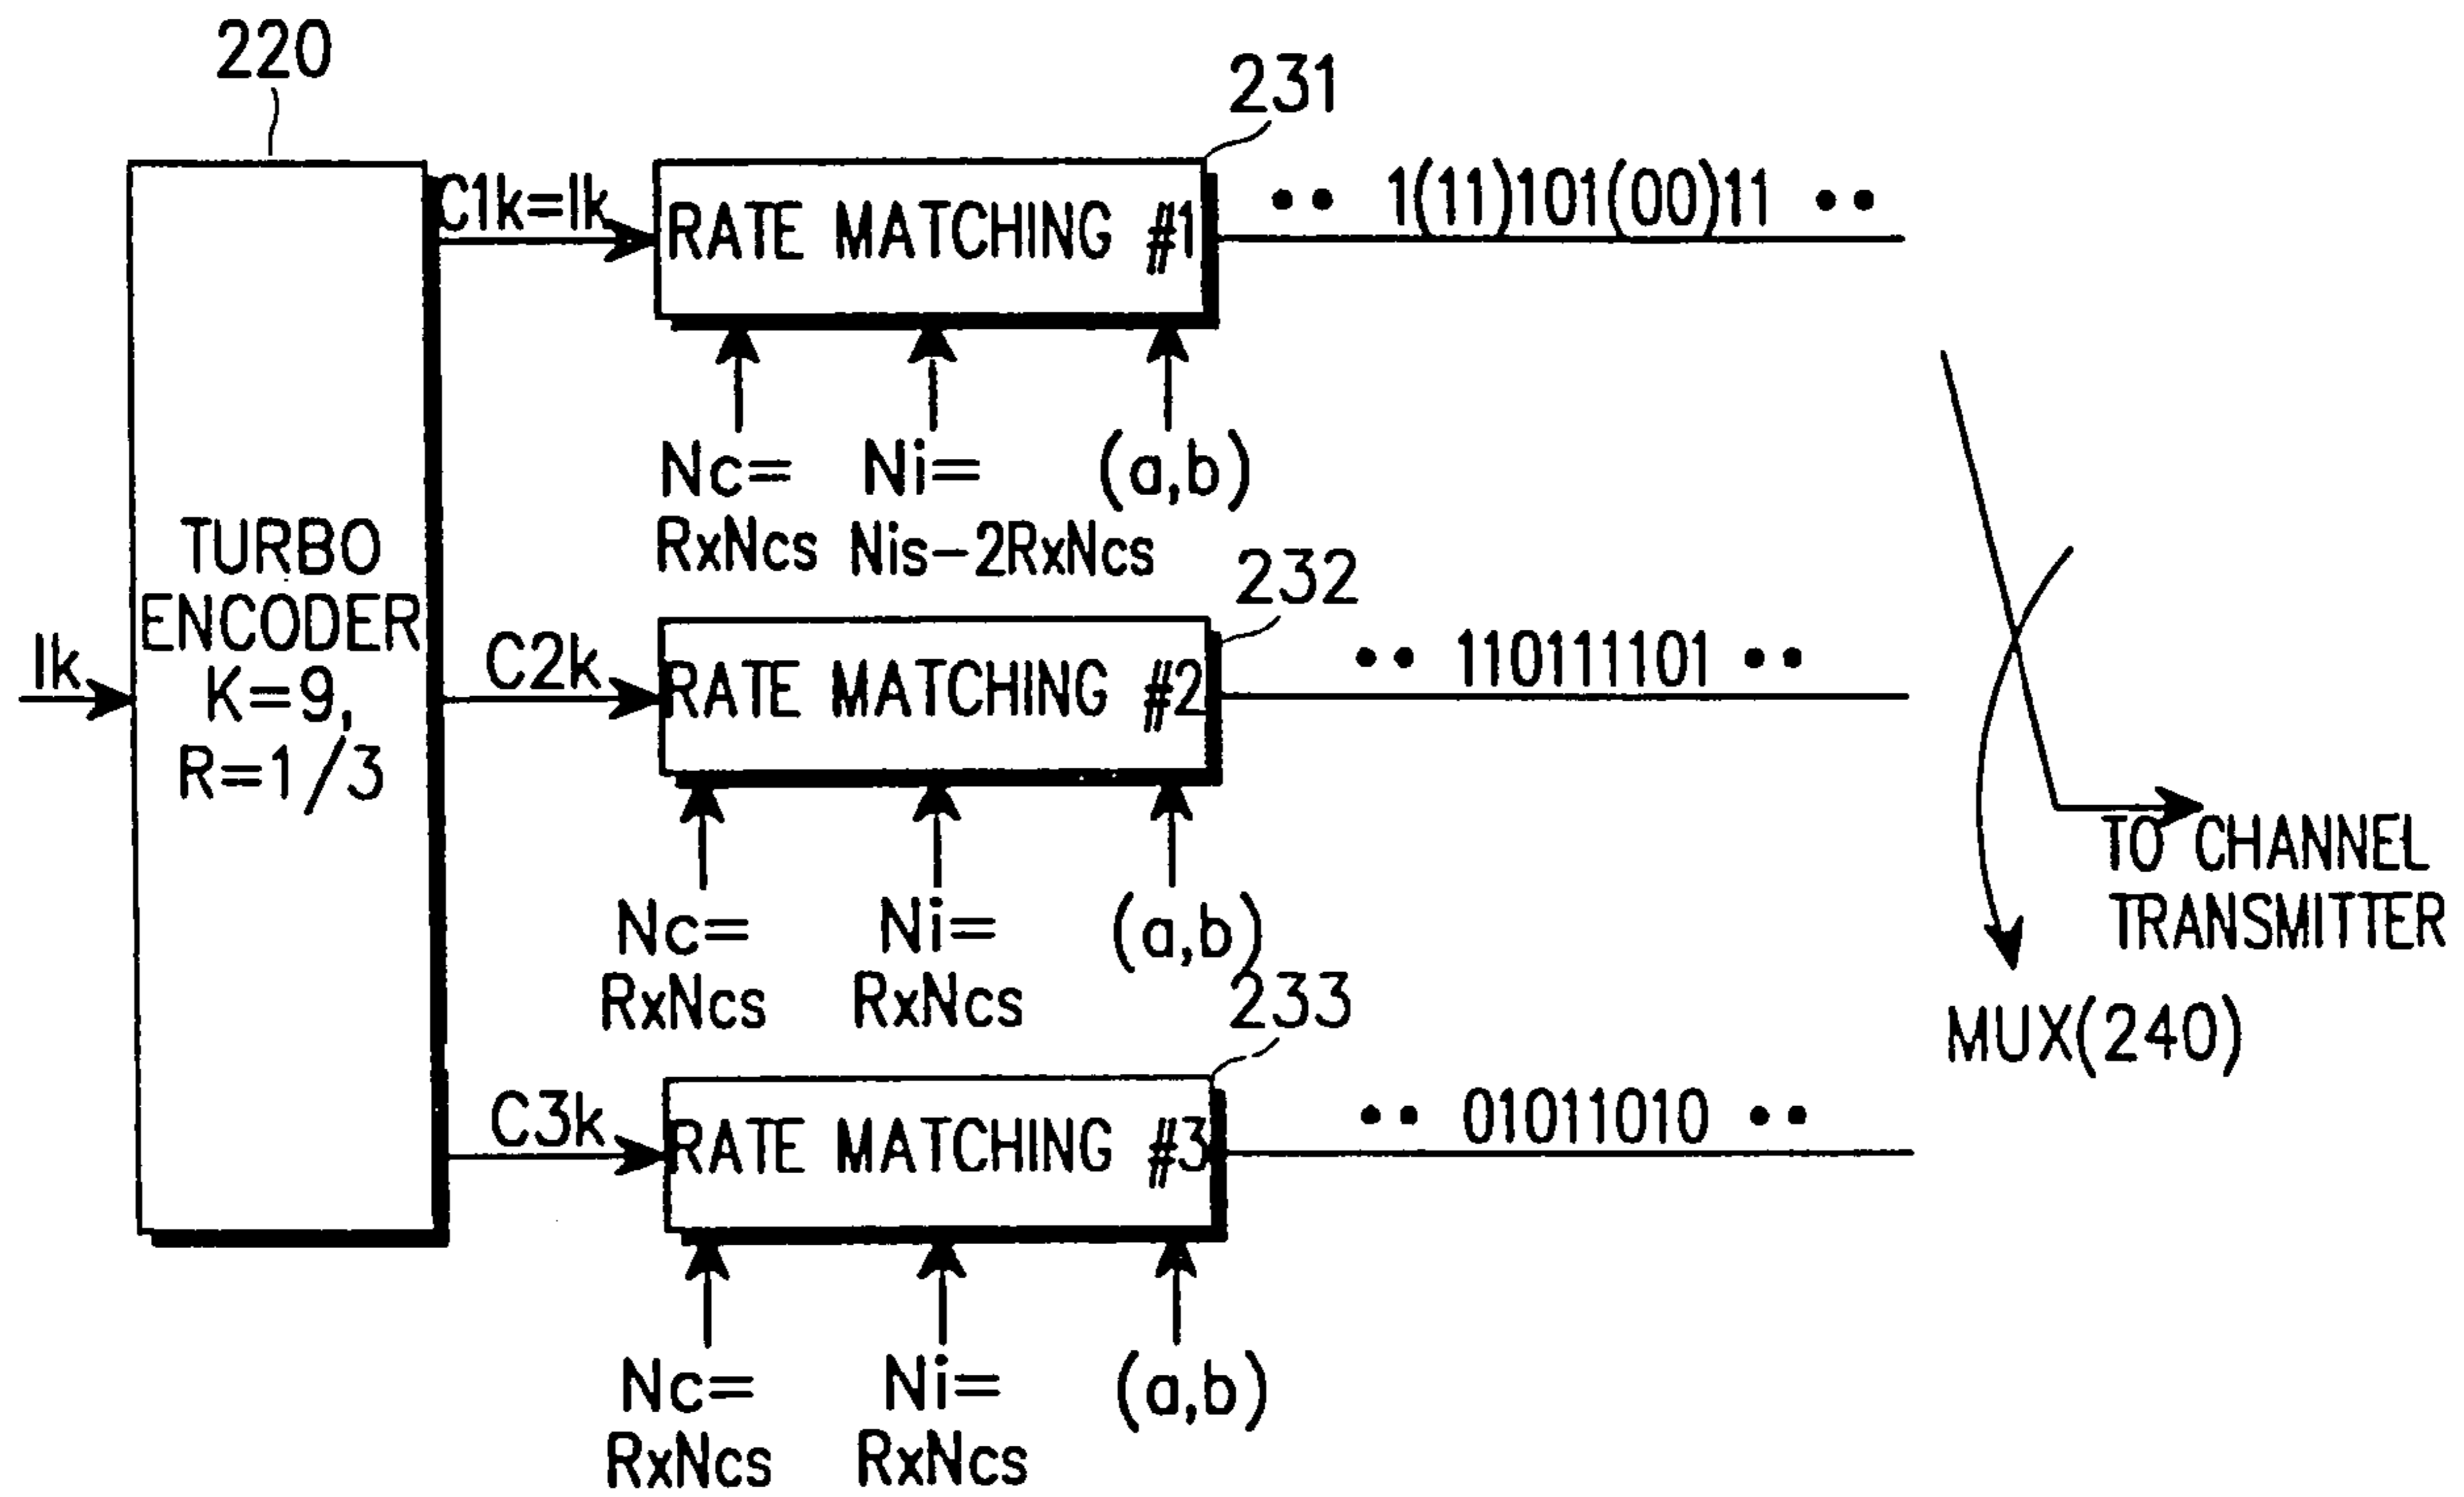 220
231
C1k=Ik
RATE MATCHING #1
•• 1(11)101(00)11 ••
Nc=
RxNcs
Ni=
Nis-2RxNcs
(a,b)
TURBO
ENCODER
K=9,
R=1/3
Ik
232
C2k
RATE MATCHING #2
•• 110111101 ••
Nc=
RxNcs
Ni=
RxNcs
(a,b)
TO CHANNEL
TRANSMITTER
MUX(240)
233
C3k
RATE MATCHING #3
•• 01011010 ••
Nc=
RxNcs
Ni=
RxNcs
(a,b)